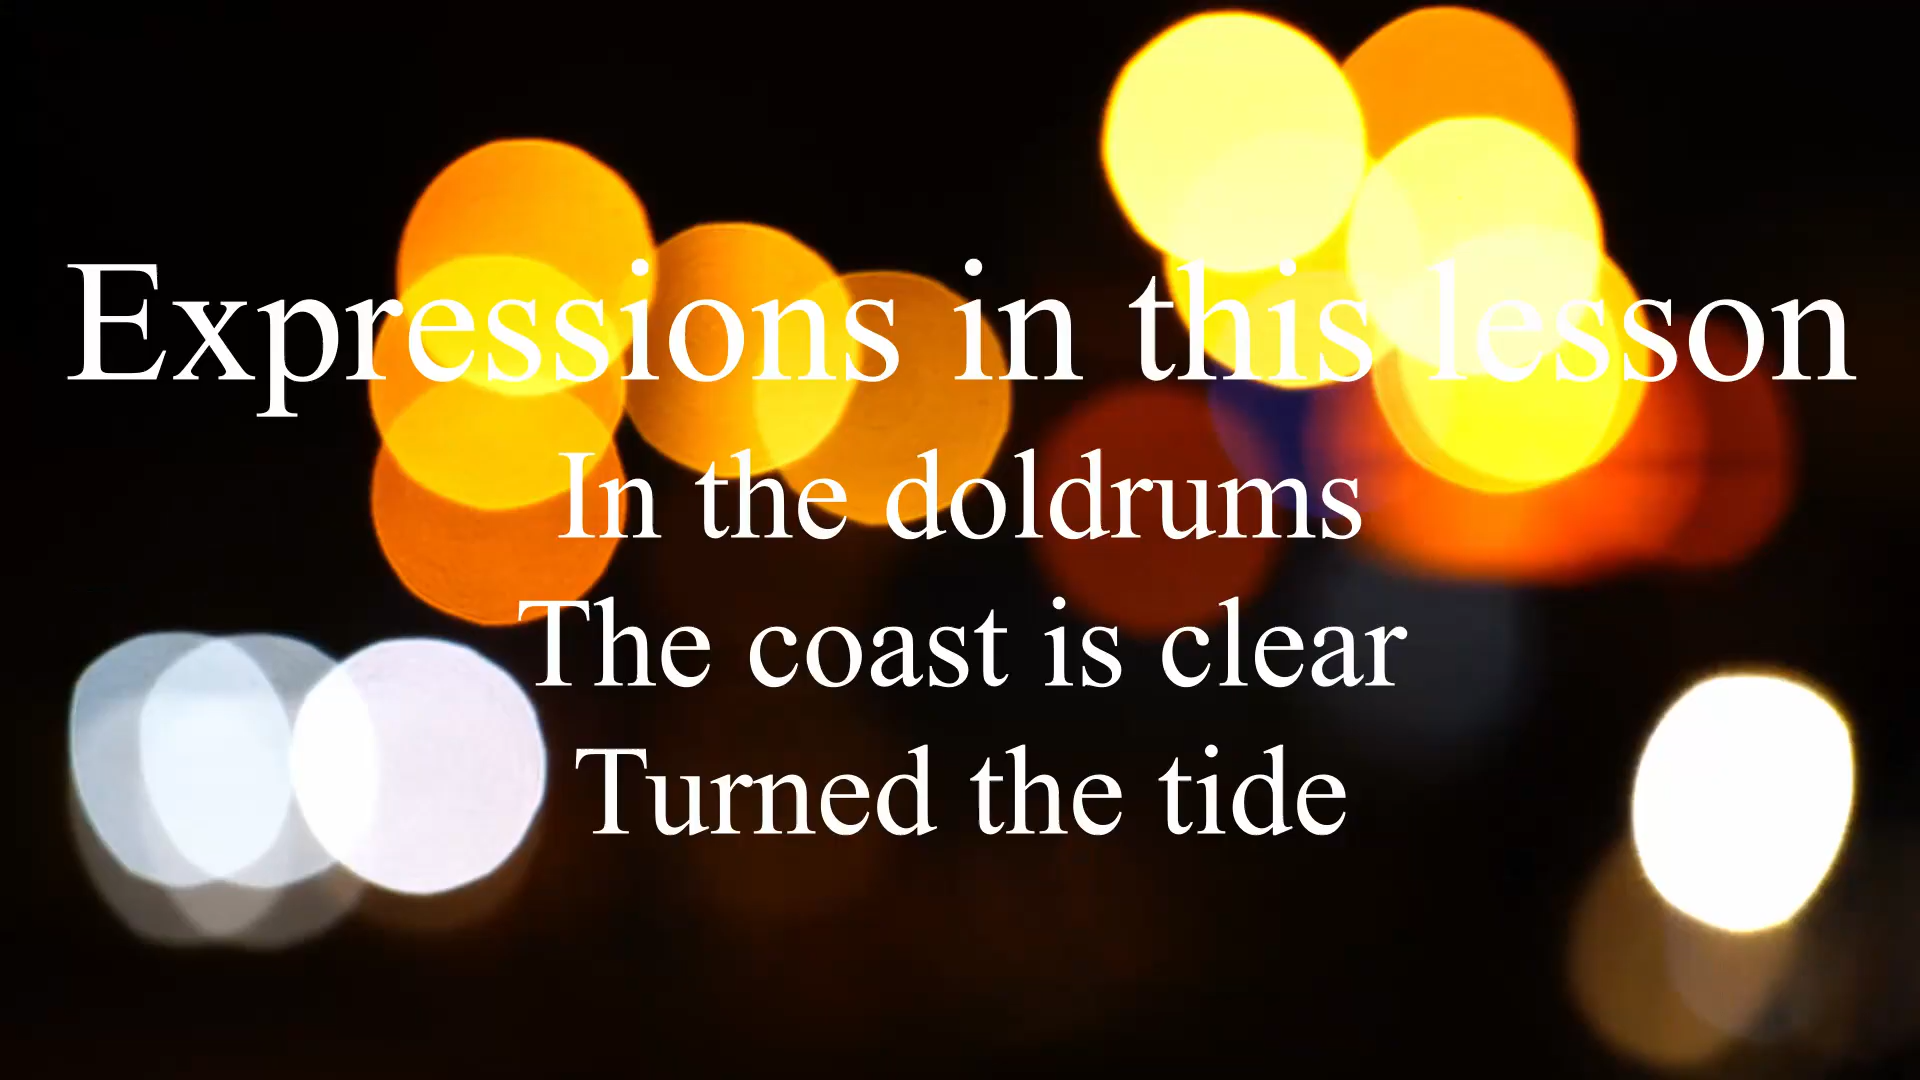 Expressions in this lesson
In the doldrums
The coast is clear
Turned the tide